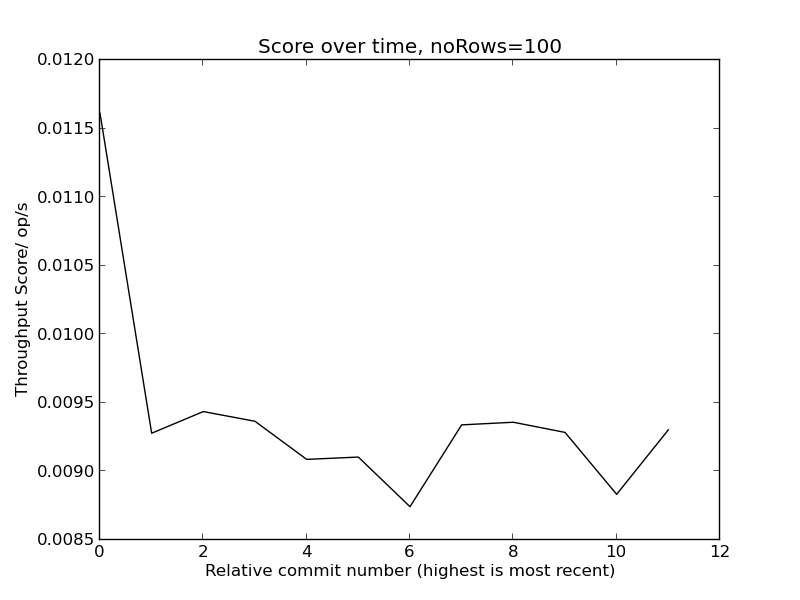 Score over time, noRows=100
0.0120
0.0115
0.0110
0.0105
0.0100
0.0095
0.0090
0.0085
Throughput Score/ op/s
0 2 4 6 8 10 12
Relative commit number (highest is most recent)